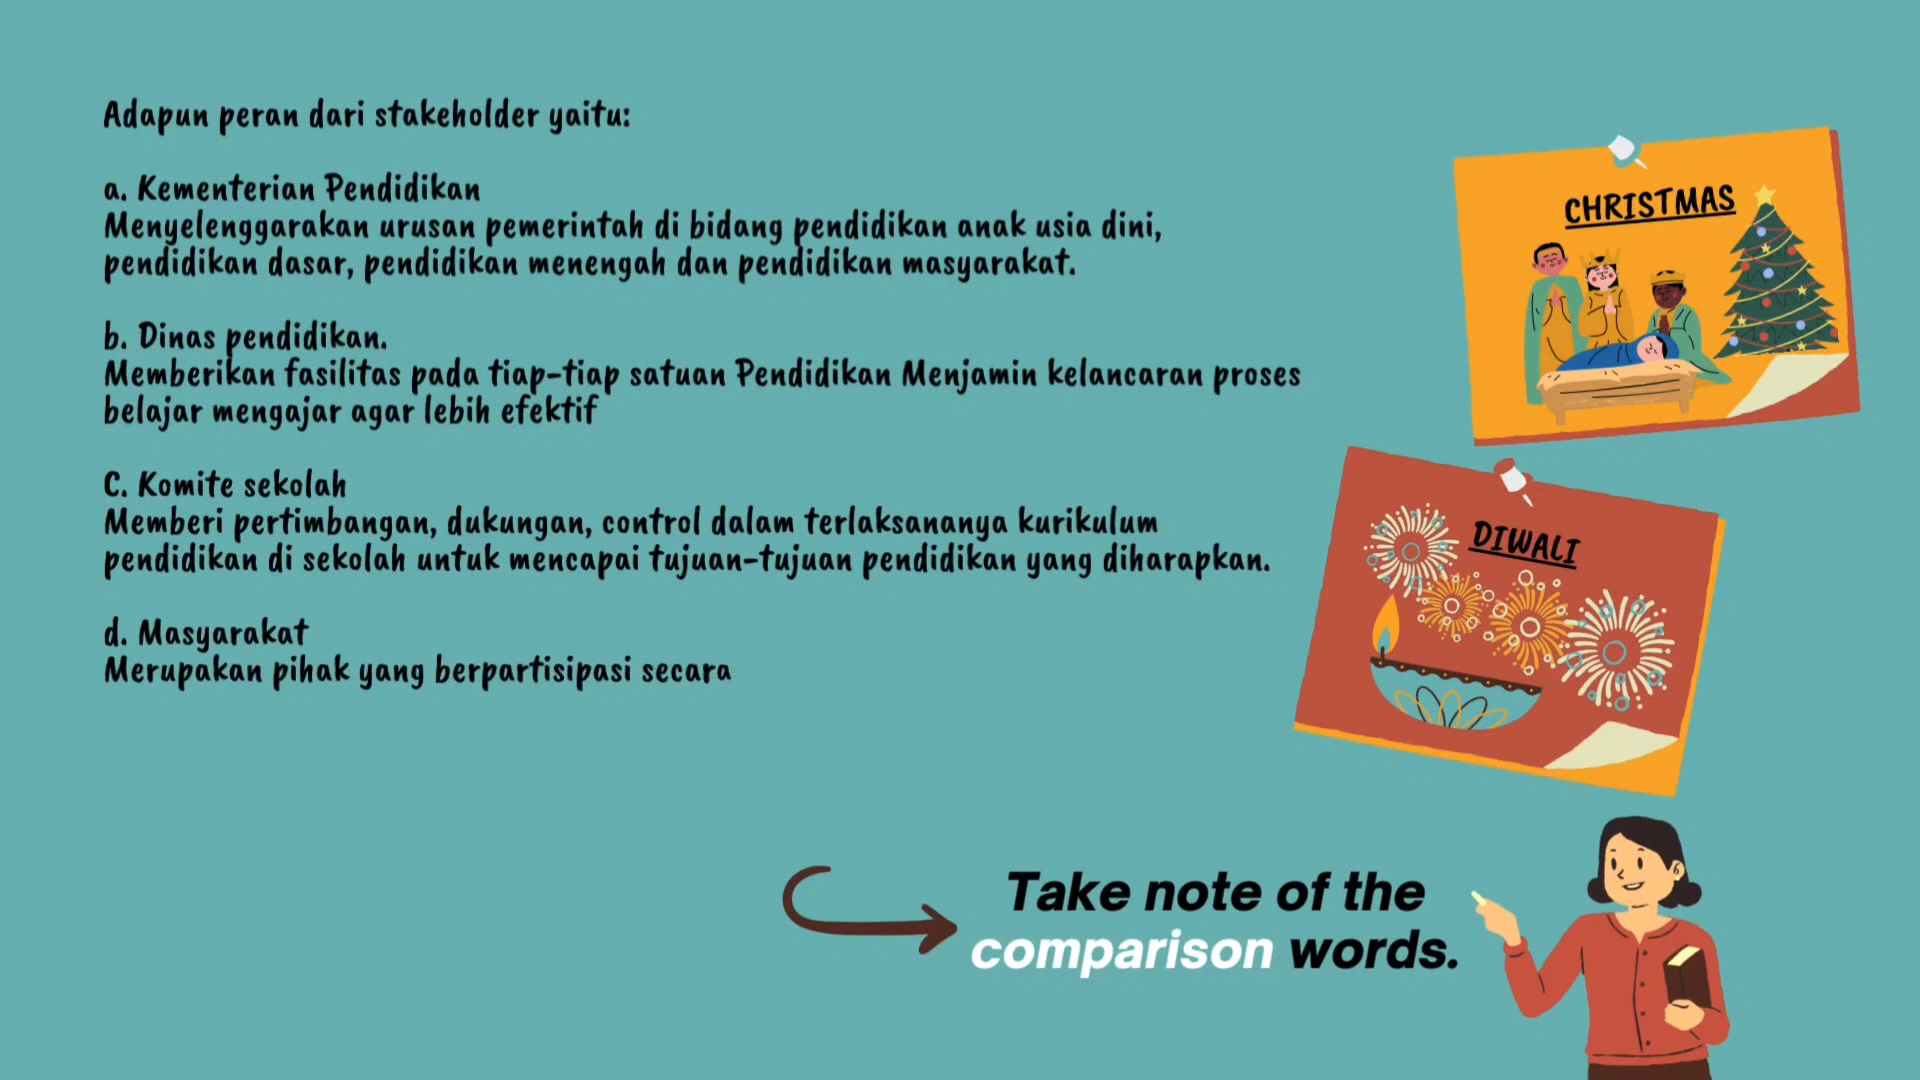 Adapun peran dari stakeholder yaitu:
a. Kementerian Pendidikan
Menyelenggarakan urusan pemerintah di bidang pendidikan anak usia dini,
pendidikan dasar, pendidikan menengah dan pendidikan masyarakat.
b. Dinas pendidikan.
Memberikan fasilitas pada tiap-tiap satuan Pendidikan Menjamin kelancaran proses
belajar mengajar agar lebih efektif
C. Komite sekolah
Memberi pertimbangan, dukungan, control dalam terlaksananya kurikulum
pendidikan di sekolah untuk mencapai tujuan-tujuan pendidikan yang diharapkan.
d. Masyarakat
Merupakan pihak yang berpartisipasi secara
CHRISTMAS
DIWALI
Take note of the
comparison words.